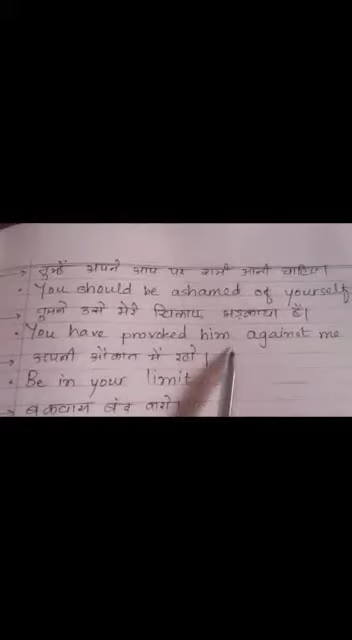 → तुम्हें अपने आप पर शर्म आनी चाहिए।
• You should be ashamed of yourself
→ तुमने उसे मेरे खिलाफ भड़काया है।
• You have provoked him against me
→ अपनी औकात में रहो।
• Be in your limit
→ बकवास बंद करो।